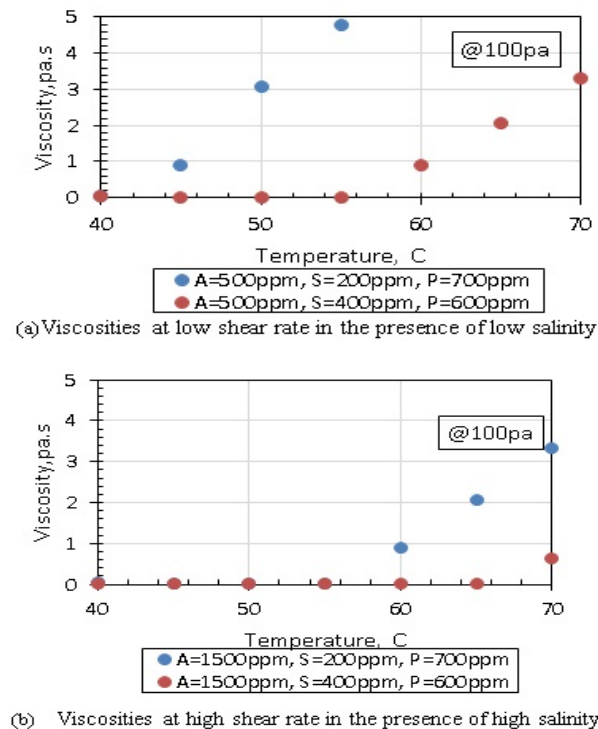 Viscosity,pa.s
5
4
3
2
1
0
@100pa
40 50 60 70
Temperature, C
A=500ppm, S=200ppm, P=700ppm
A=500ppm, S=400ppm, P=600ppm
(a) Viscosities at low shear rate in the presence of low salinity
Viscosity,pa.s
5
4
3
2
1
0
@100pa
40 50 60 70
Temperature, C
A=1500ppm, S=200ppm, P=700ppm
A=1500ppm, S=400ppm, P=600ppm
(b) Viscosities at high shear rate in the presence of high salinity